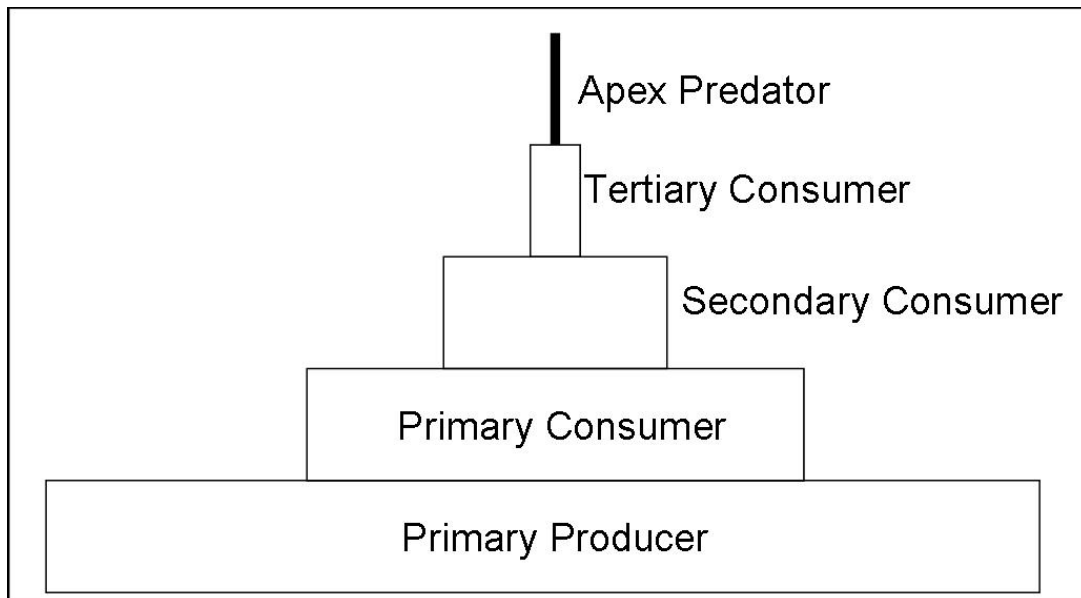 Apex Predator
Tertiary Consumer
Secondary Consumer
Primary Consumer
Primary Producer